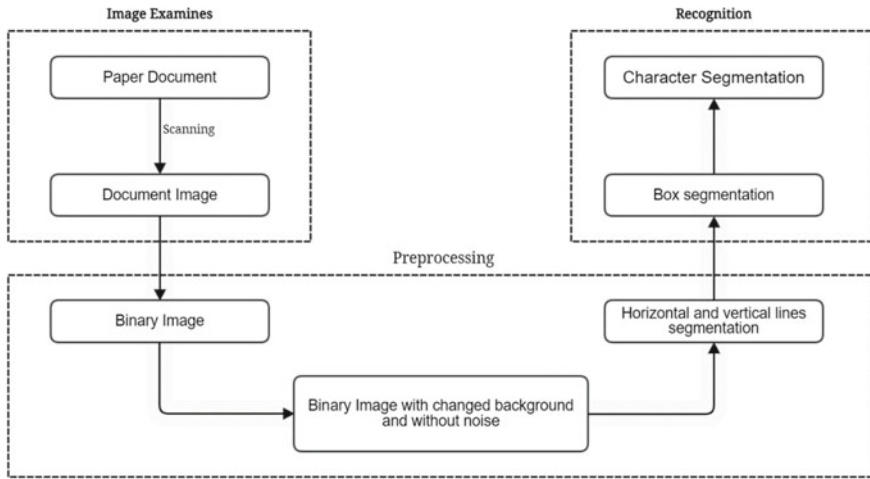 Image Examines
Paper Document
Scanning
Document Image
Recognition
Character Segmentation
Box segmentation
Preprocessing
Binary Image
Binary Image with changed background
and without noise
Horizontal and vertical lines
segmentation